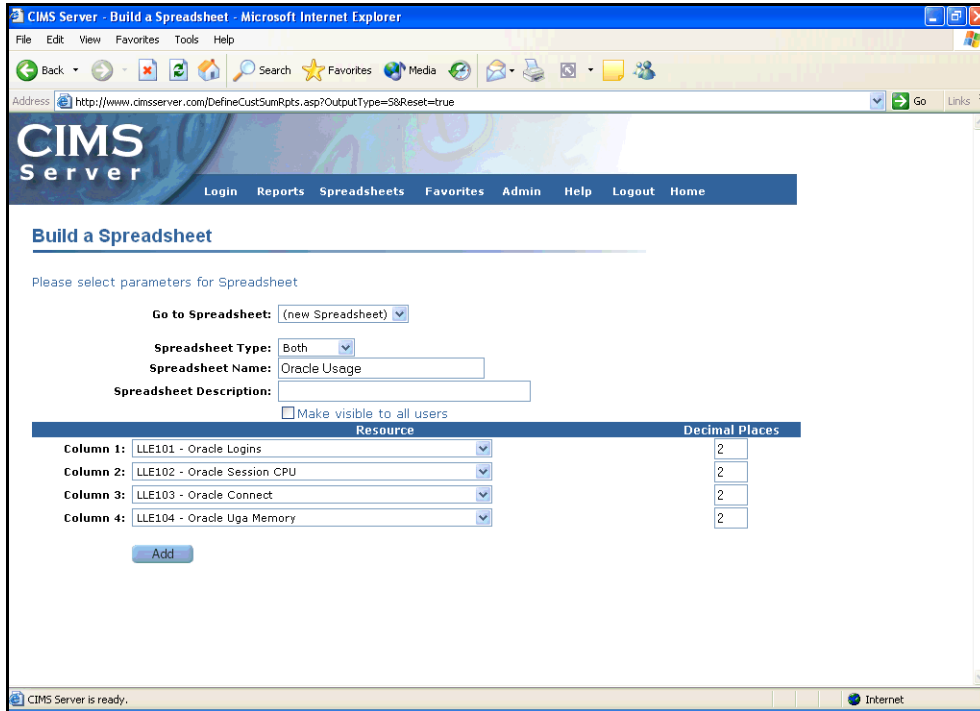 CIMS Server - Build a Spreadsheet - Microsoft Internet Explorer
File Edit View Favorites Tools Help
Back Search Favorites Media
Address http://www.cimsserver.com/DefineCustSumRpts.asp?OutputType=S&Reset=true Go Links
CIMS
Server
Login Reports Spreadsheets Favorites Admin Help Logout Home
Build a Spreadsheet
Please select parameters for Spreadsheet
Go to Spreadsheet: (new Spreadsheet)
Spreadsheet Type: Both
Spreadsheet Name: Oracle Usage
Spreadsheet Description:
Make visible to all users
Resource Decimal Places
Column 1: LLE101 - Oracle Logins 2
Column 2: LLE102 - Oracle Session CPU 2
Column 3: LLE103 - Oracle Connect 2
Column 4: LLE104 - Oracle Uga Memory 2
Add
CIMS Server is ready. Internet